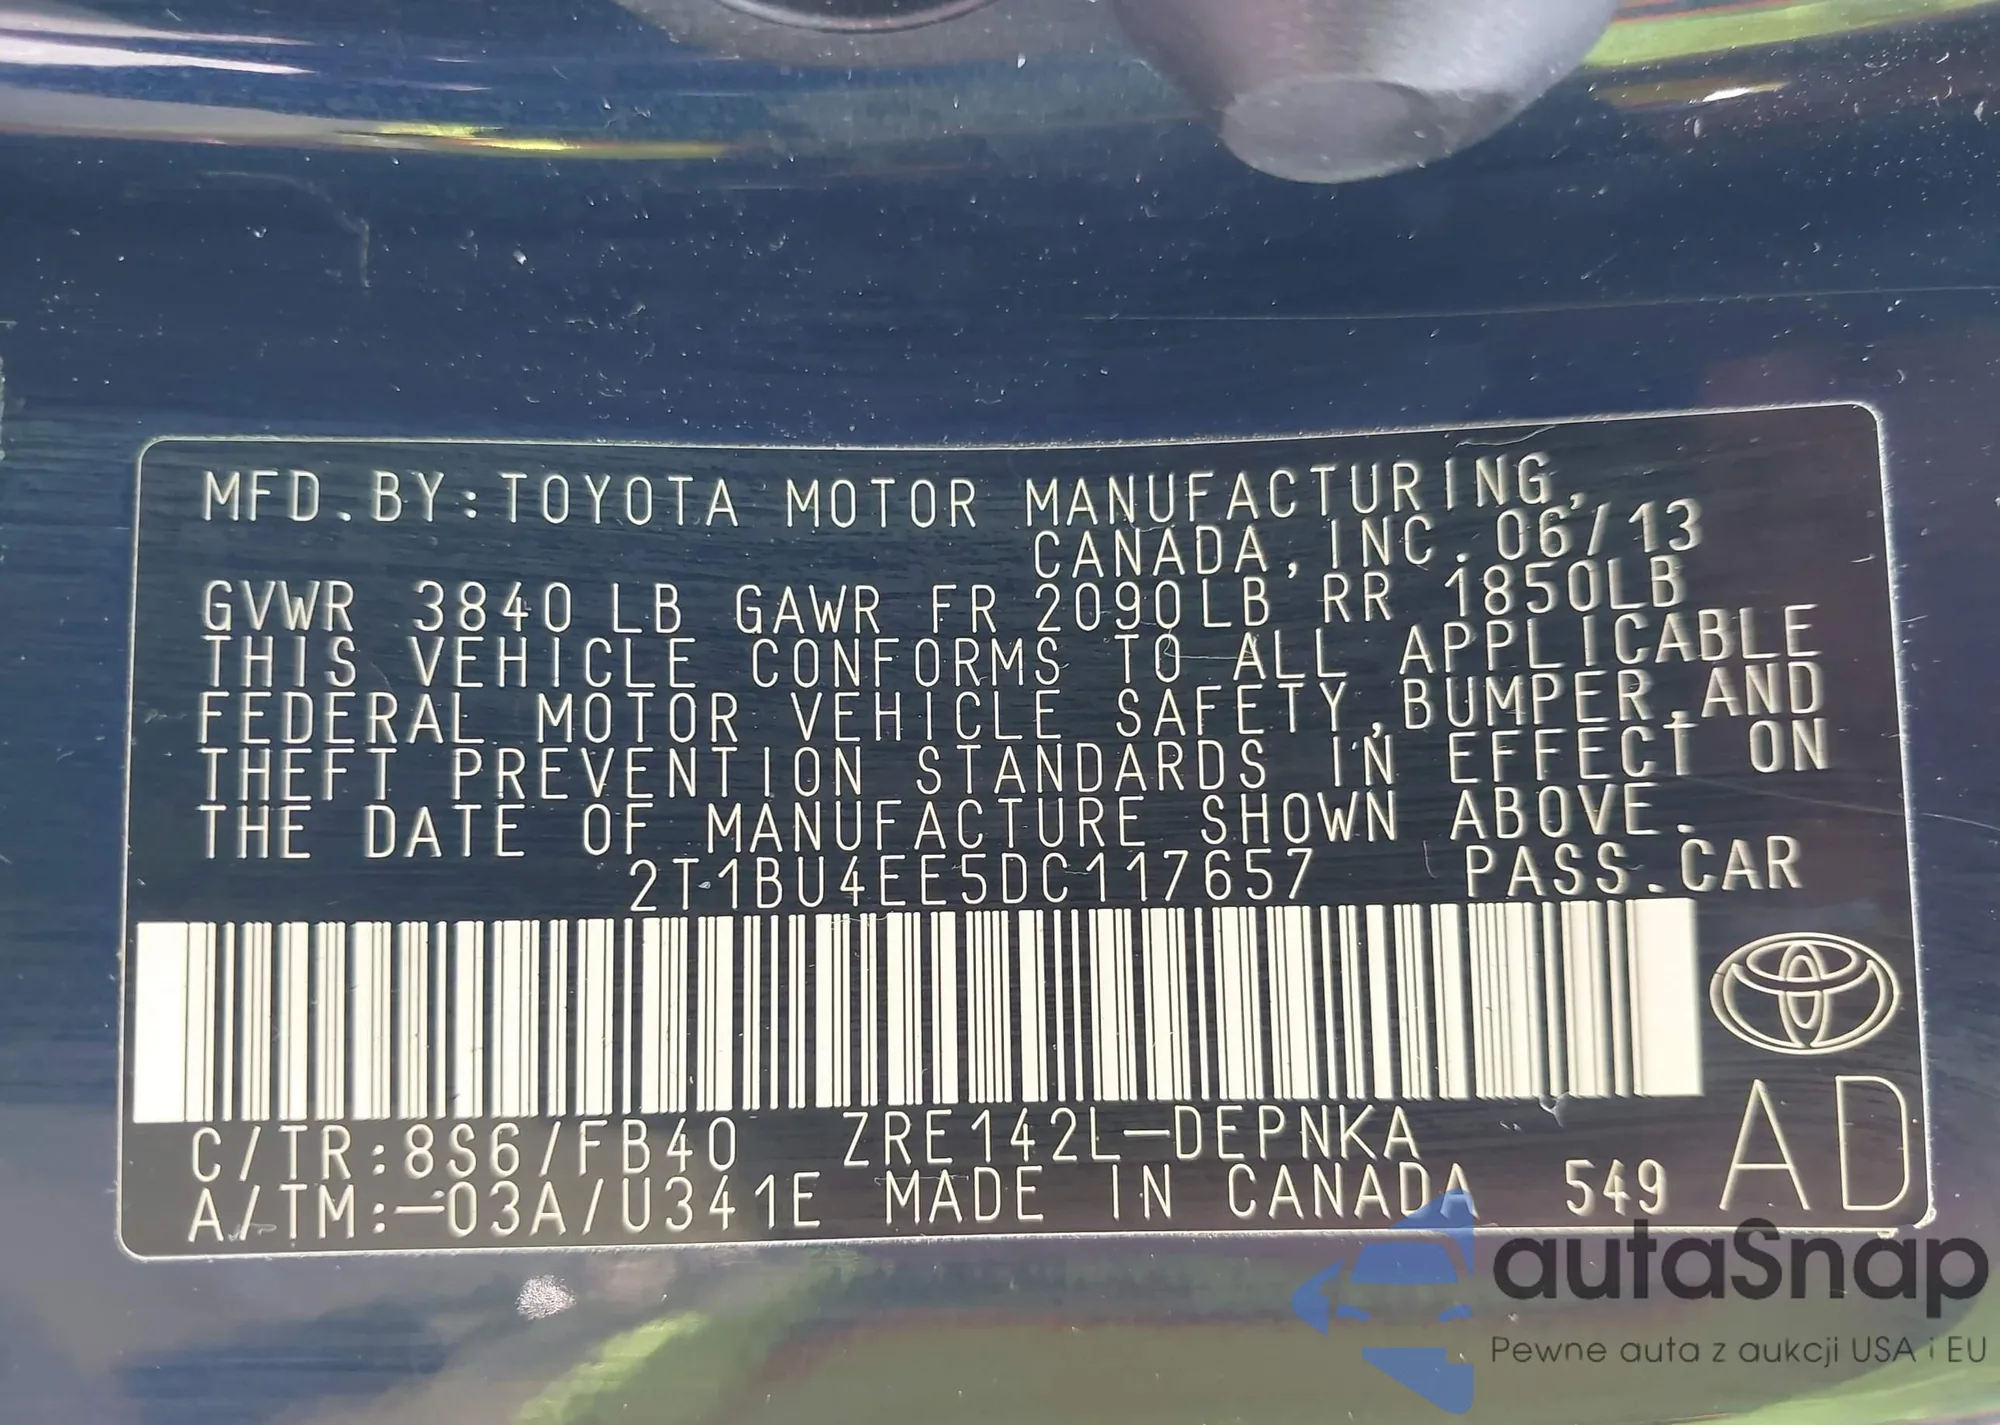 MFD.BY:TOYOTA MOTOR MANUFACTURING,
CANADA,INC. 06/13
GVWR 3840LB GAWR FR 2090LB RR 1850LB
THIS VEHICLE CONFORMS TO ALL APPLICABLE
FEDERAL MOTOR VEHICLE SAFETY,BUMPER,AND
THEFT PREVENTION STANDARDS IN EFFECT ON
THE DATE OF MANUFACTURE SHOWN ABOVE.
2T1BU4EE5DC117657 PASS.CAR
C/TR:8S6/FB40 ZRE142L-DEPNKA
A/TM:-03A/U341E MADE IN CANADA 549
AD
autaSnap
Pewne auta z aukcji USA i EU